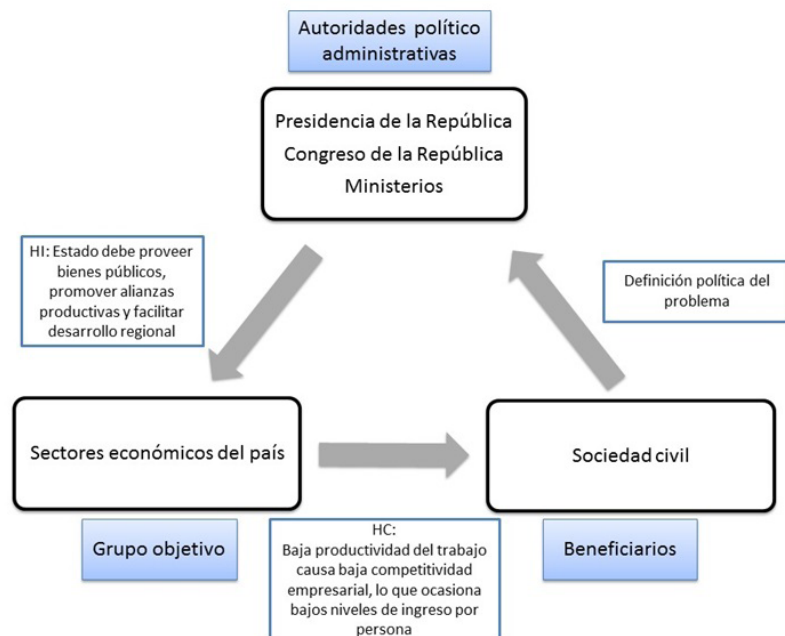 Autoridades político
administrativas
Presidencia de la República
Congreso de la República
Ministerios
HI: Estado debe proveer
bienes públicos,
promover alianzas
productivas y facilitar
desarrollo regional
Definición política del
problema
Sectores económicos del país
Sociedad civil
Grupo objetivo
HC:
Baja productividad del trabajo
causa baja competitividad
empresarial, lo que ocasiona
bajos niveles de ingreso por
persona
Beneficiarios